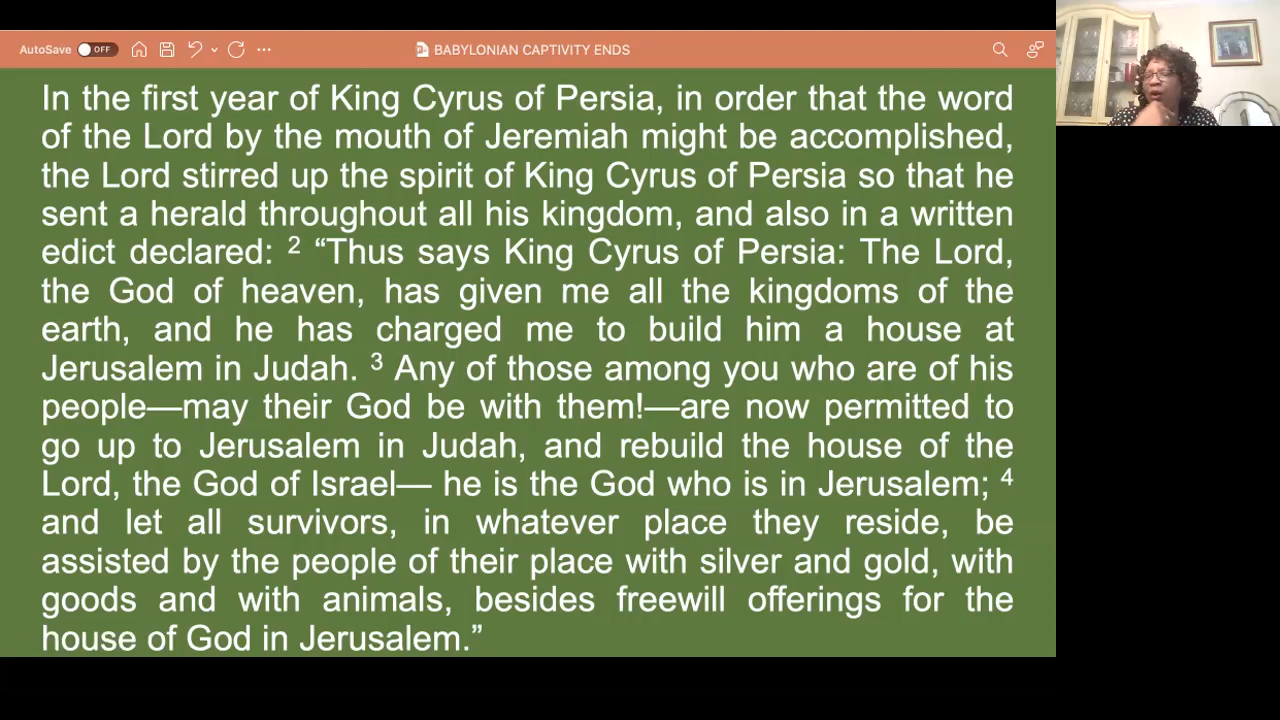 AutoSave OFF
BABYLONIAN CAPTIVITY ENDS
In the first year of King Cyrus of Persia, in order that the word
of the Lord by the mouth of Jeremiah might be accomplished,
the Lord stirred up the spirit of King Cyrus of Persia so that he
sent a herald throughout all his kingdom, and also in a written
edict declared: 2 “Thus says King Cyrus of Persia: The Lord,
the God of heaven, has given me all the kingdoms of the
earth, and he has charged me to build him a house at
Jerusalem in Judah. 3 Any of those among you who are of his
people—may their God be with them!—are now permitted to
go up to Jerusalem in Judah, and rebuild the house of the
Lord, the God of Israel— he is the God who is in Jerusalem; 4
and let all survivors, in whatever place they reside, be
assisted by the people of their place with silver and gold, with
goods and with animals, besides freewill offerings for the
house of God in Jerusalem.”